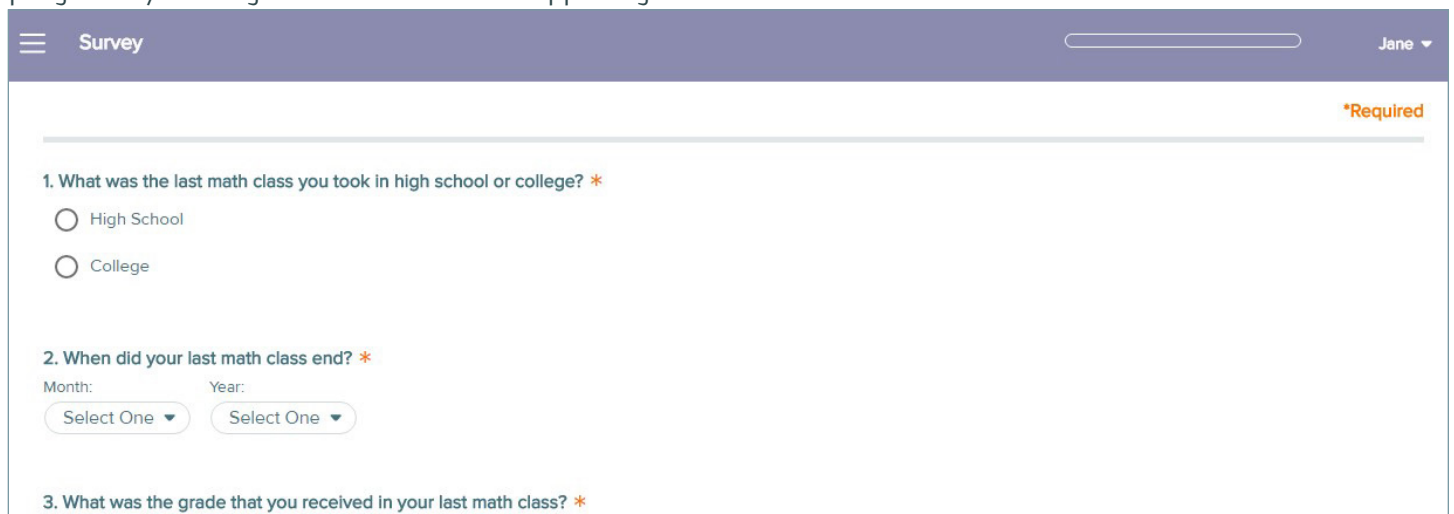 Survey
Jane
*Required
1. What was the last math class you took in high school or college? *
High School
College
2. When did your last math class end? *
Month: Year:
Select One Select One
3. What was the grade that you received in your last math class? *